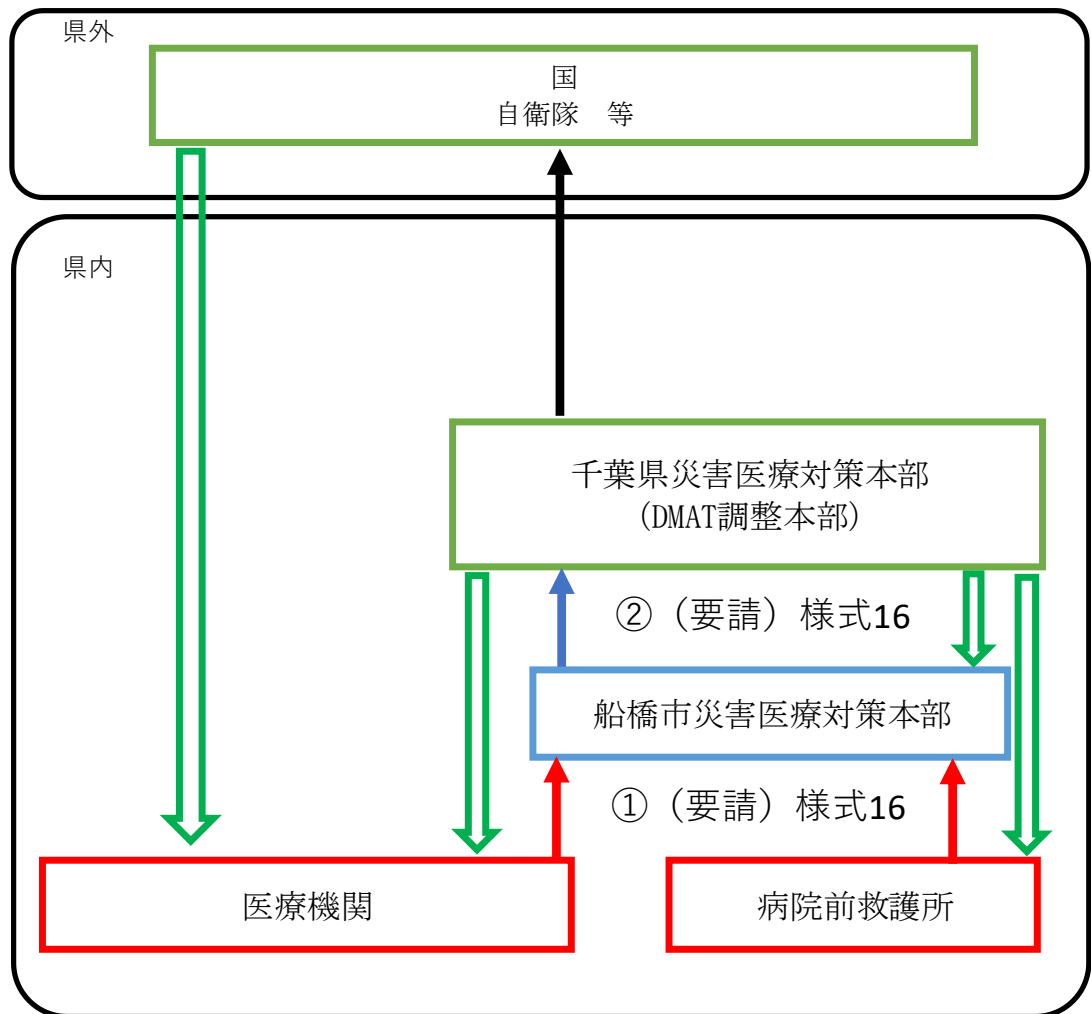 県外
国
自衛隊　等
県内
千葉県災害医療対策本部
(DMAT調整本部)
②（要請）様式16
船橋市災害医療対策本部
①（要請）様式16
医療機関
病院前救護所